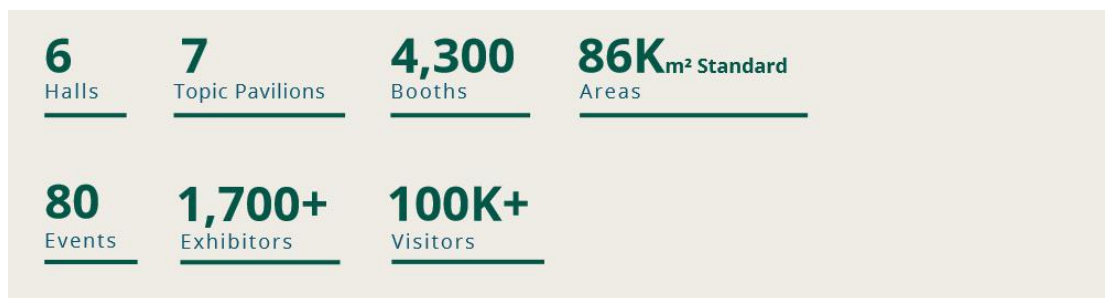 6 7 4,300 86Km² Standard
Halls Topic Pavilions Booths Areas
80 1,700+ 100K+
Events Exhibitors Visitors